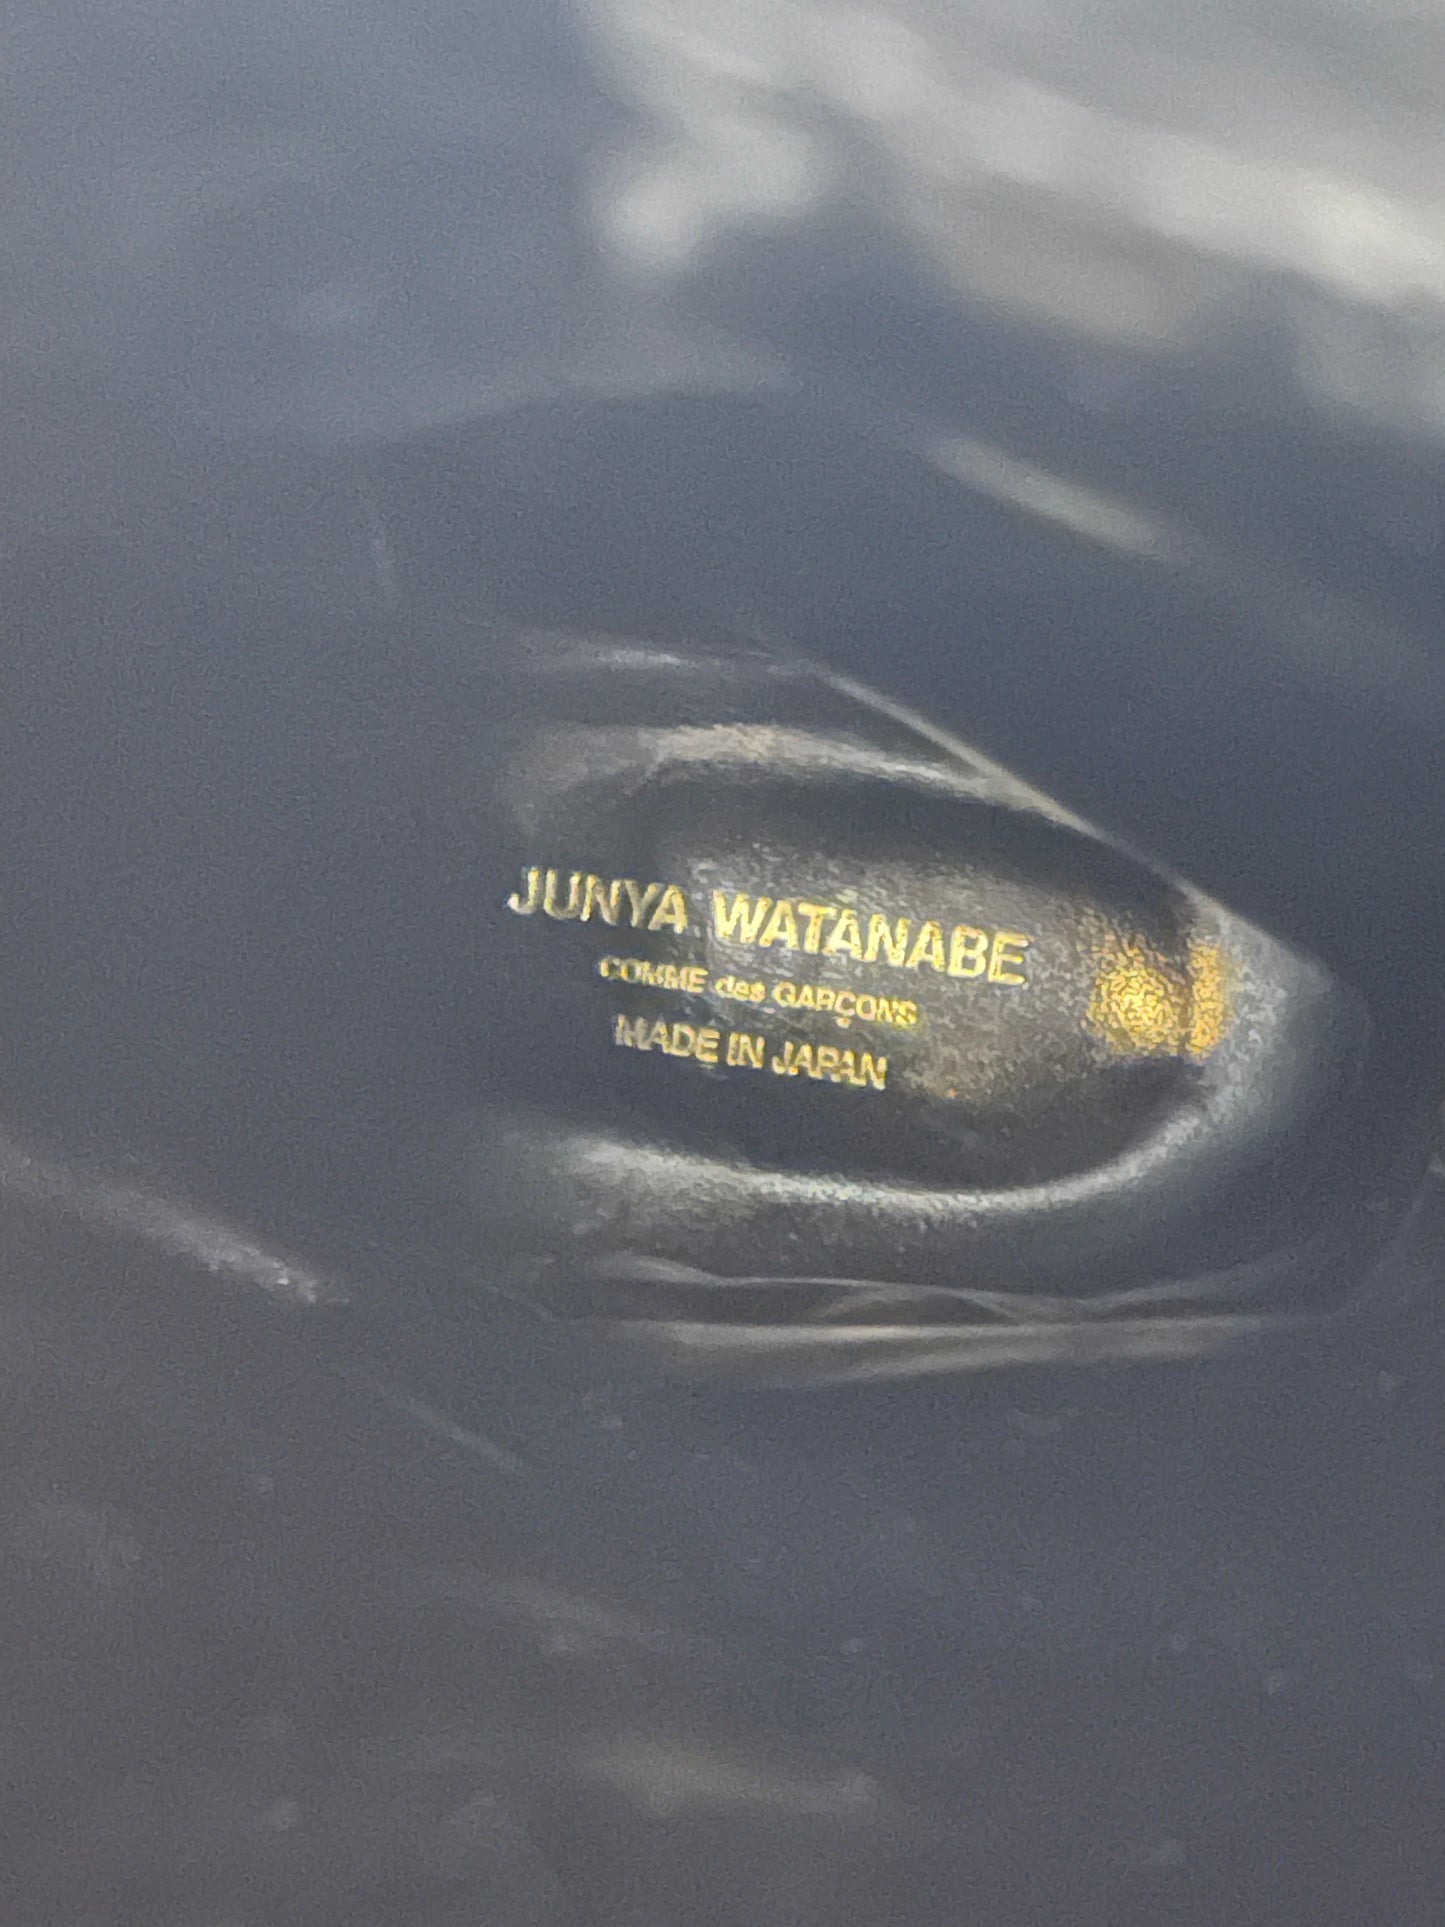 JUNYA WATANABE
COMME des GARÇONS
MADE IN JAPAN